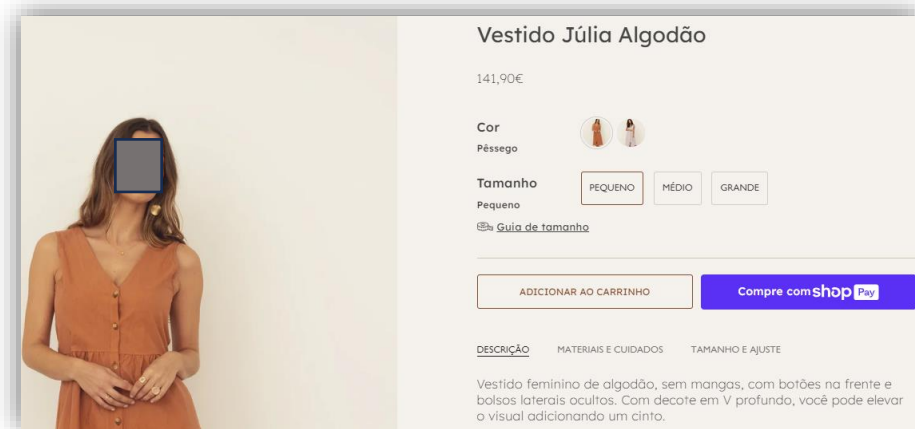 Vestido Júlia Algodão
141,90€
Cor
Pêssego
Tamanho
PEQUENO MÉDIO GRANDE
Pequeno
Guia de tamanho
ADICIONAR AO CARRINHO Compre com shop Pay
DESCRIÇÃO MATERIAIS E CUIDADOS TAMANHO E AJUSTE
Vestido feminino de algodão, sem mangas, com botões na frente e
bolsos laterais ocultos. Com decote em V profundo, você pode elevar
o visual adicionando um cinto.